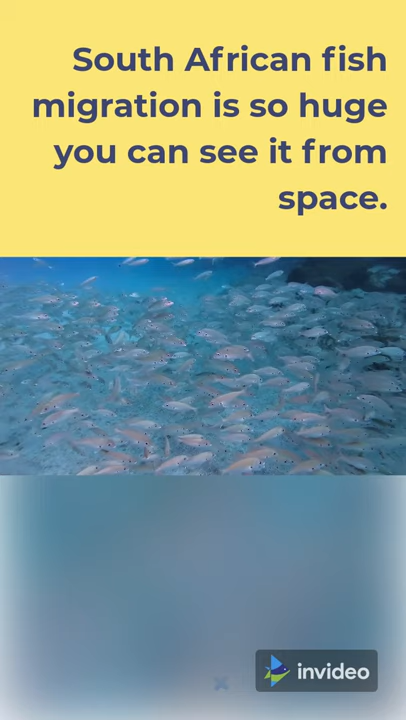 South African fish
migration is so huge
you can see it from
space.
invideo